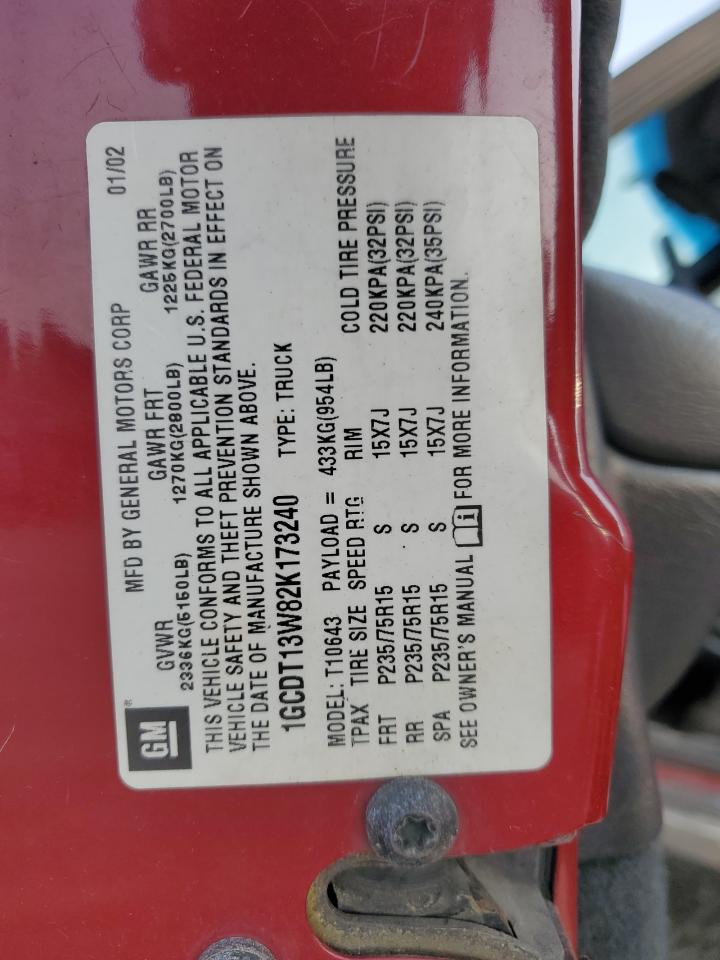 GM®
MFD BY GENERAL MOTORS CORP 01/02
GVWR GAWR FRT GAWR RR
2336KG(5150LB) 1270KG(2800LB) 1225KG(2700LB)
THIS VEHICLE CONFORMS TO ALL APPLICABLE U.S. FEDERAL MOTOR
VEHICLE SAFETY AND THEFT PREVENTION STANDARDS IN EFFECT ON
THE DATE OF MANUFACTURE SHOWN ABOVE.
1GCDT13W82K173240 TYPE: TRUCK
MODEL: T10643 PAYLOAD = 433KG(954LB)
TPAX TIRE SIZE SPEED RTG RIM COLD TIRE PRESSURE
FRT P235/75R15 S 15X7J 220KPA(32PSI)
RR P235/75R15 S 15X7J 220KPA(32PSI)
SPA P235/75R15 S 15X7J 240KPA(35PSI)
SEE OWNER'S MANUAL i FOR MORE INFORMATION.